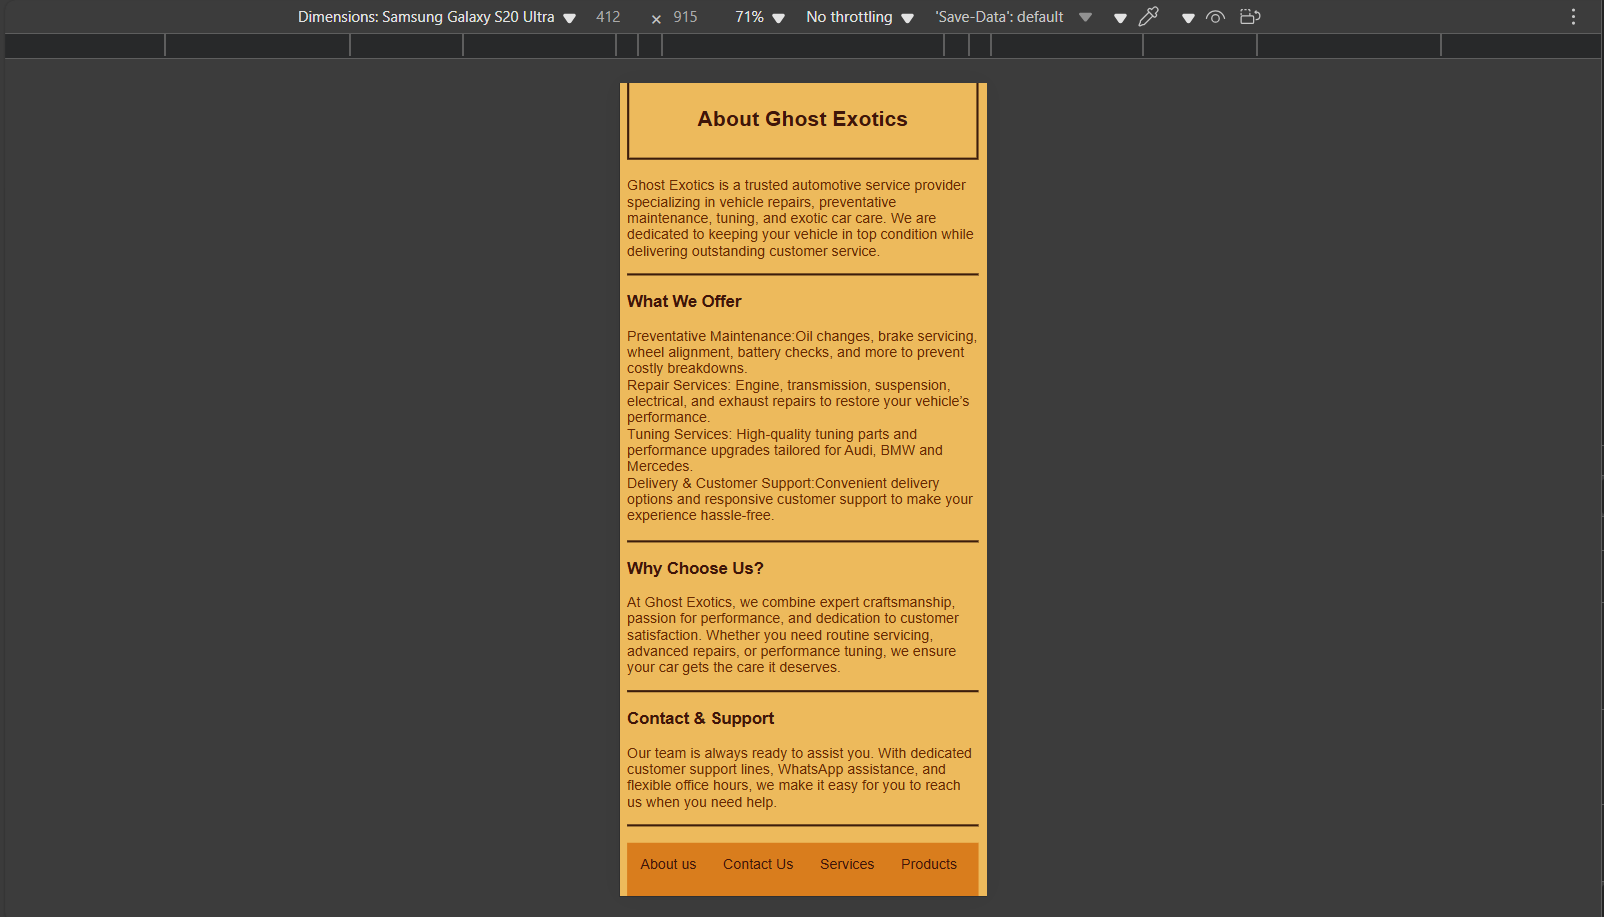 Dimensions: Samsung Galaxy S20 Ultra 412 × 915 71% No throttling 'Save-Data': default
About Ghost Exotics
Ghost Exotics is a trusted automotive service provider
specializing in vehicle repairs, preventative
maintenance, tuning, and exotic car care. We are
dedicated to keeping your vehicle in top condition while
delivering outstanding customer service.
What We Offer
Preventative Maintenance:Oil changes, brake servicing,
wheel alignment, battery checks, and more to prevent
costly breakdowns.
Repair Services: Engine, transmission, suspension,
electrical, and exhaust repairs to restore your vehicle’s
performance.
Tuning Services: High-quality tuning parts and
performance upgrades tailored for Audi, BMW and
Mercedes.
Delivery & Customer Support:Convenient delivery
options and responsive customer support to make your
experience hassle-free.
Why Choose Us?
At Ghost Exotics, we combine expert craftsmanship,
passion for performance, and dedication to customer
satisfaction. Whether you need routine servicing,
advanced repairs, or performance tuning, we ensure
your car gets the care it deserves.
Contact & Support
Our team is always ready to assist you. With dedicated
customer support lines, WhatsApp assistance, and
flexible office hours, we make it easy for you to reach
us when you need help.
About us Contact Us Services Products